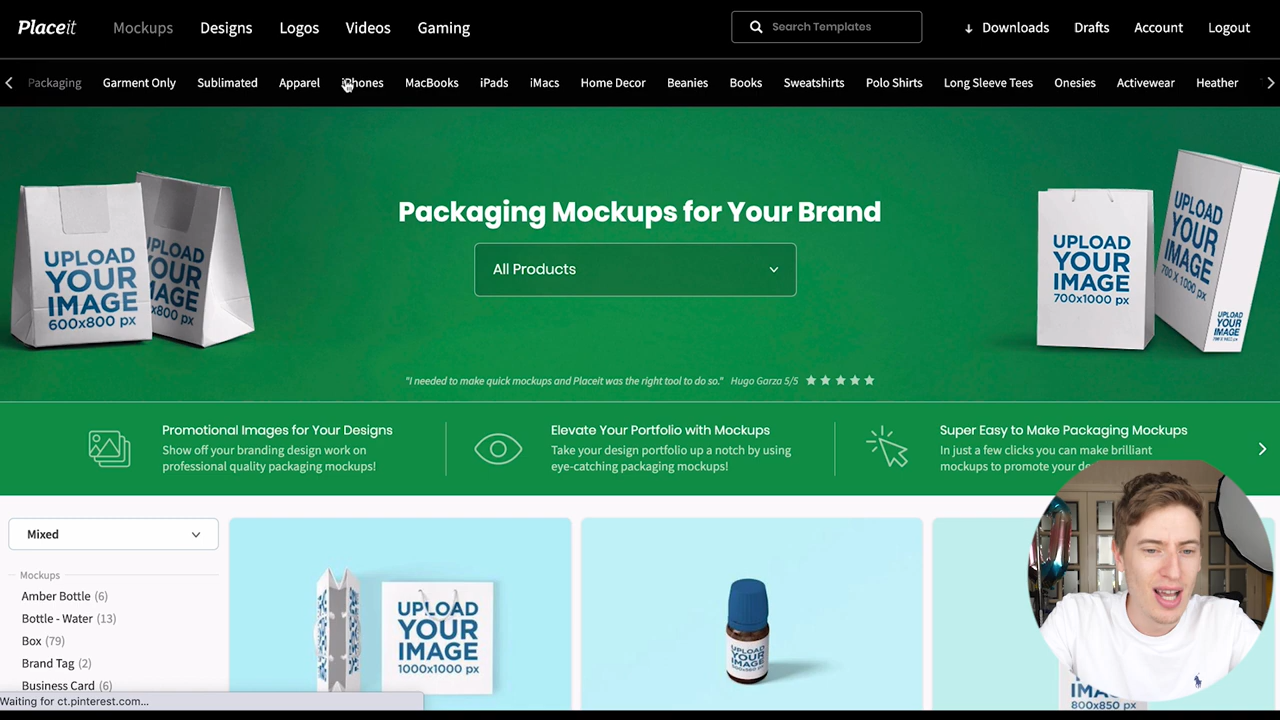 Placeit Mockups Designs Logos Videos Gaming Search Templates Downloads Drafts Account Logout
Packaging Garment Only Sublimated Apparel iPhones MacBooks iPads iMacs Home Decor Beanies Books Sweatshirts Polo Shirts Long Sleeve Tees Onesies Activewear Heather
Packaging Mockups for Your Brand
All Products
UPLOAD
YOUR
IMAGE
600x800 px
UPLOAD
YOUR
IMAGE
700x1000 px
UPLOAD
YOUR
IMAGE
700 X 1000 px
UPLOAD
YOUR
IMAGE
"I needed to make quick mockups and Placeit was the right tool to do so." Hugo Garza 5/5
Promotional Images for Your Designs
Show off your branding design work on
professional quality packaging mockups!
Elevate Your Portfolio with Mockups
Take your design portfolio up a notch by using
eye-catching packaging mockups!
Super Easy to Make Packaging Mockups
In just a few clicks you can make brilliant
mockups to promote your
Mixed
Mockups
Amber Bottle (6)
Bottle - Water (13)
Box (79)
Brand Tag (2)
Business Card (6)
UPLOAD
YOUR
IMAGE
1000x1000 px
UPLOAD
YOUR
IMAGE
800x850 px
Waiting for ct.pinterest.com...